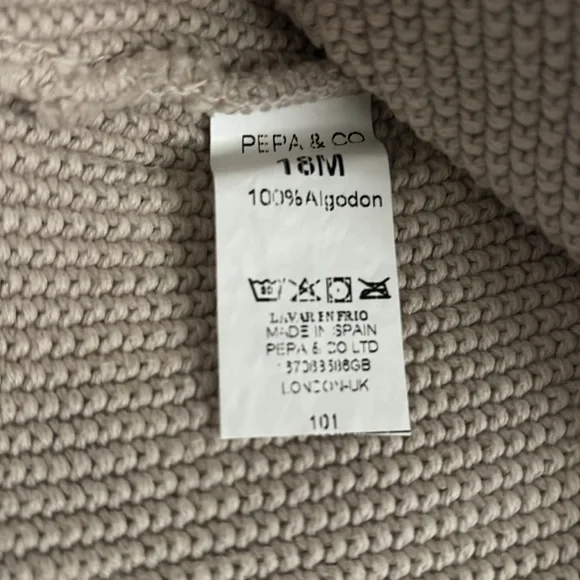 PEPA & CO
18M
100%Algodon
LAVAR EN FRIO
MADE IN SPAIN
PEPA & CO LTD
LONDON-UK
101